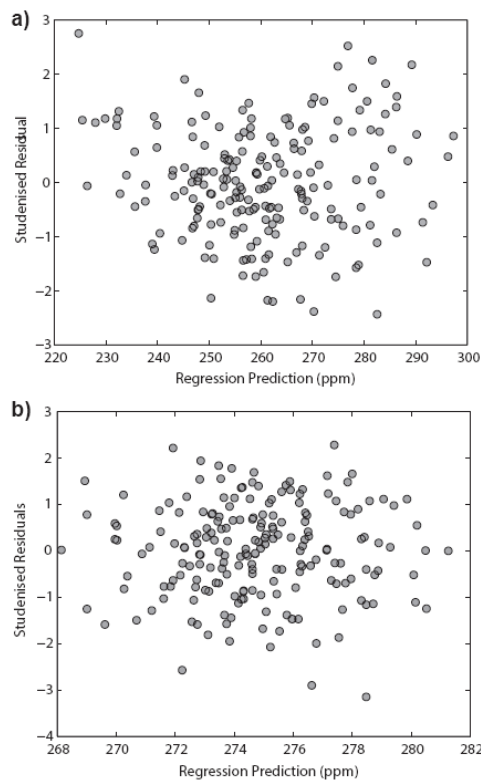 a)
3
2
1
0
−1
−2
−3
Studenised Residual
220 230 240 250 260 270 280 290 300
Regression Prediction (ppm)
b)
3
2
1
0
−1
−2
−3
−4
Studenised Residuals
268 270 272 274 276 278 280 282
Regression Prediction (ppm)